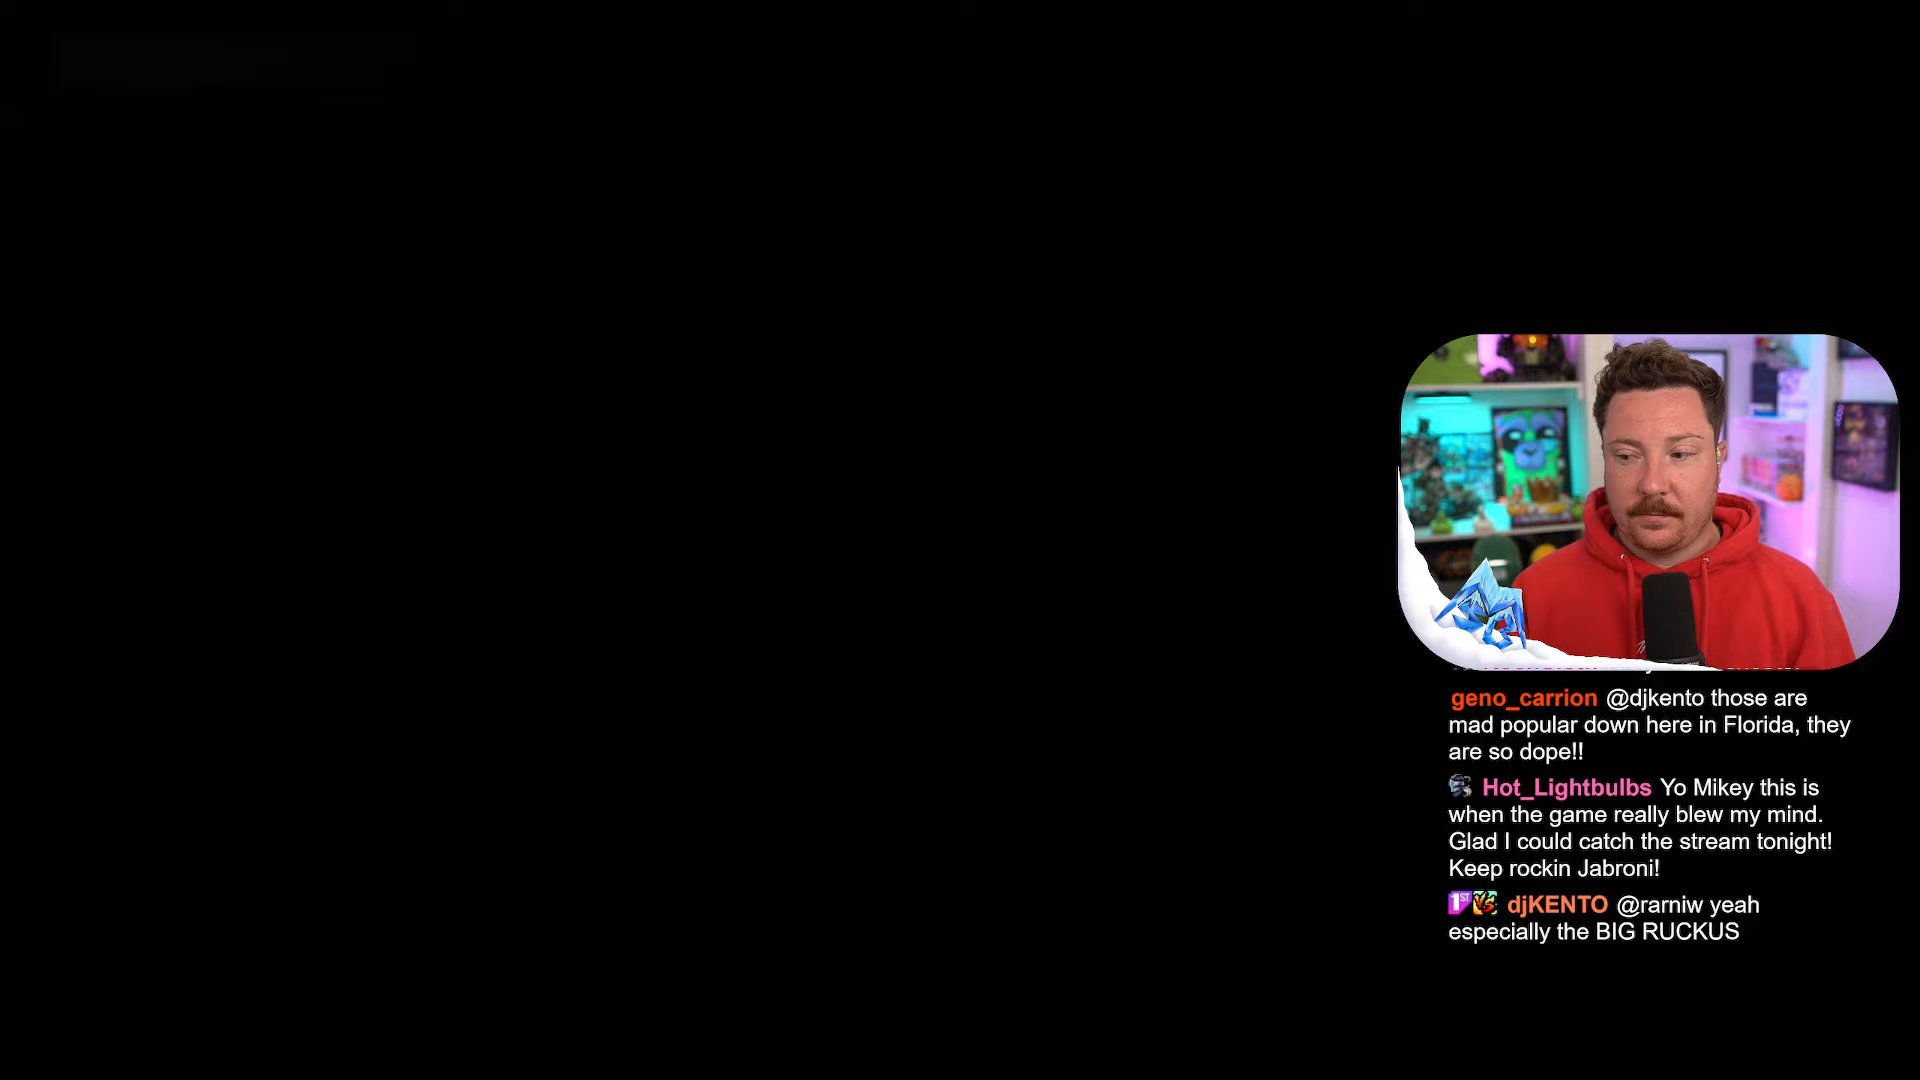 geno_carrion @djkento those are
mad popular down here in Florida, they
are so dope!!
Hot_Lightbulbs Yo Mikey this is
when the game really blew my mind.
Glad I could catch the stream tonight!
Keep rockin Jabroni!
1ST djKENTO @rarniw yeah
especially the BIG RUCKUS